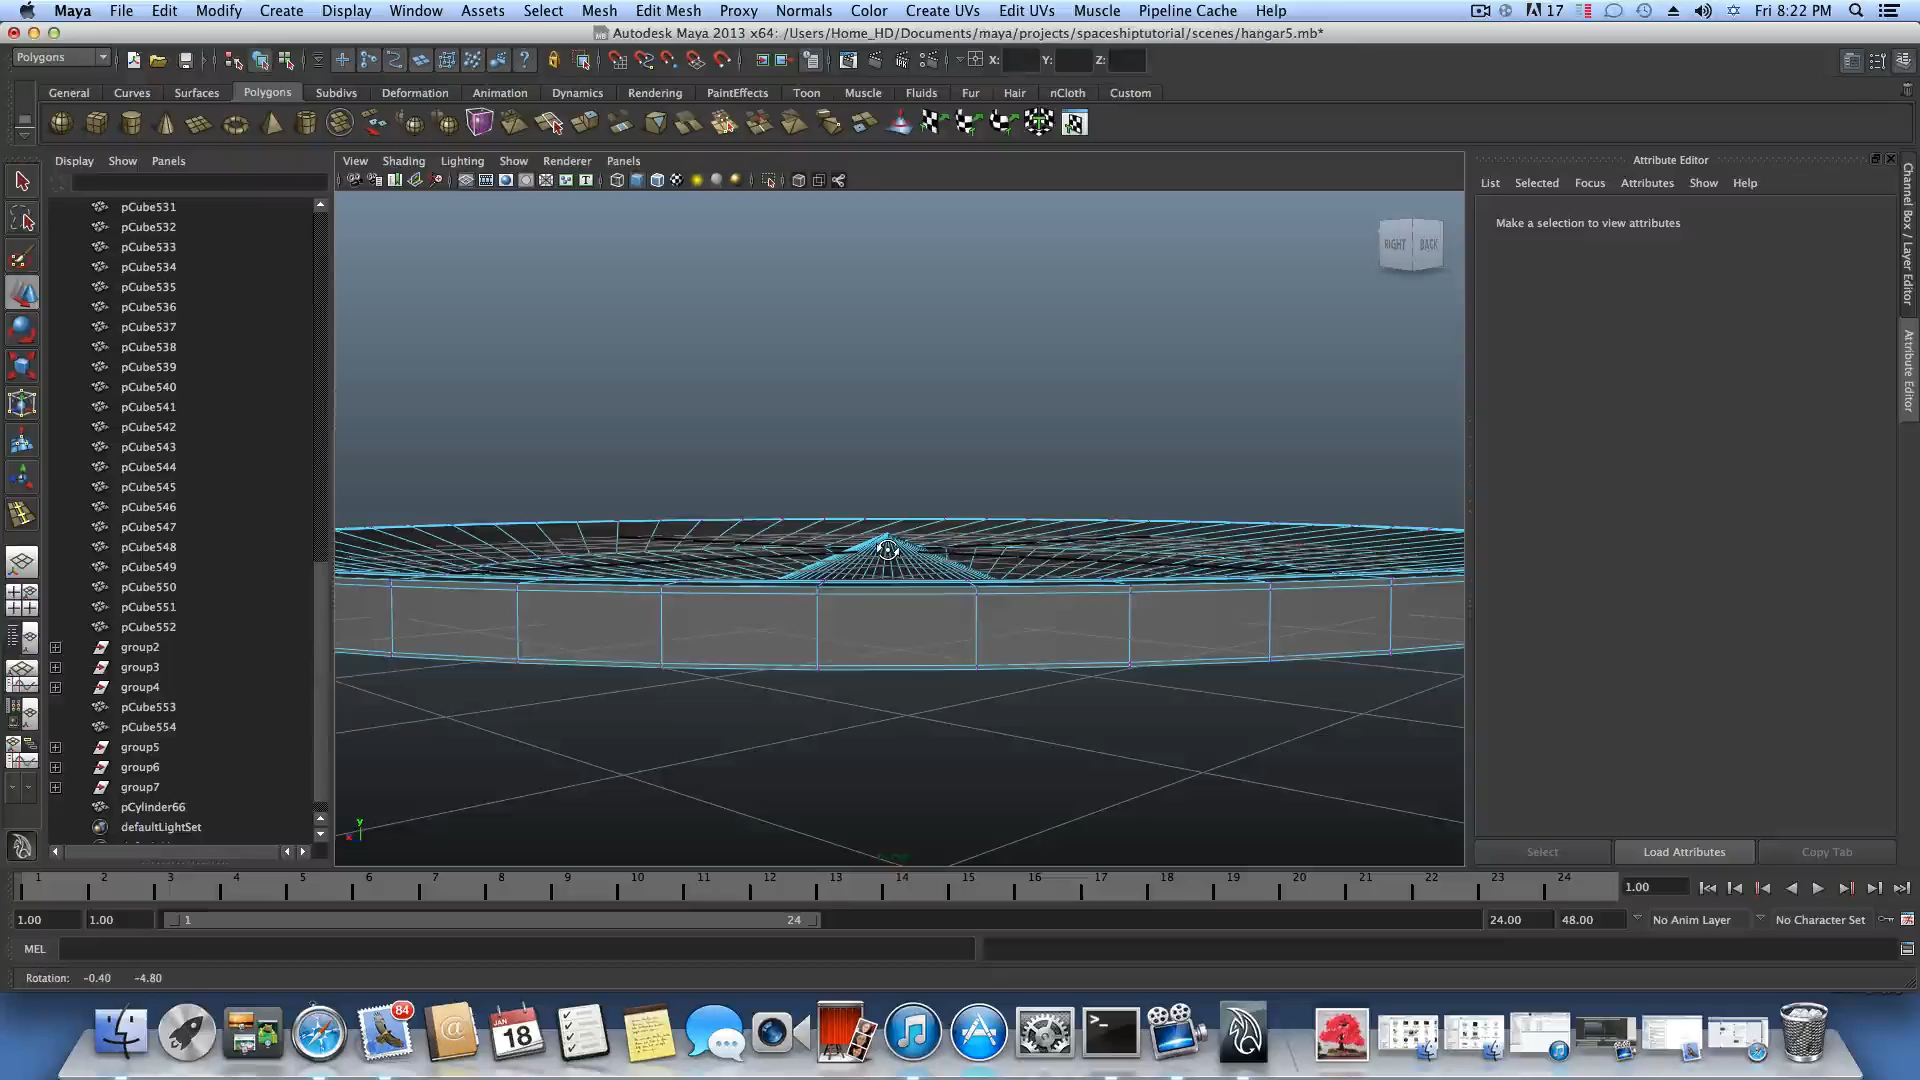 Maya File Edit Modify Create Display Window Assets Select Mesh Edit Mesh Proxy Normals Color Create UVs Edit UVs Muscle Pipeline Cache Help 17 Fri 8:22 PM
Autodesk Maya 2013 x64: /Users/Home_HD/Documents/maya/projects/spaceshiptutorial/scenes/hangar5.mb*
Polygons X: Y: Z:
General Curves Surfaces Polygons Subdivs Deformation Animation Dynamics Rendering PaintEffects Toon Muscle Fluids Fur Hair nCloth Custom
Display Show Panels
View Shading Lighting Show Renderer Panels
Attribute Editor
List Selected Focus Attributes Show Help
Make a selection to view attributes
Channel Box / Layer Editor
Attribute Editor
RIGHT BACK
pCube531
pCube532
pCube533
pCube534
pCube535
pCube536
pCube537
pCube538
pCube539
pCube540
pCube541
pCube542
pCube543
pCube544
pCube545
pCube546
pCube547
pCube548
pCube549
pCube550
pCube551
pCube552
group2
group3
group4
pCube553
pCube554
group5
group6
group7
pCylinder66
defaultLightSet
y
x
Select Load Attributes Copy Tab
1 2 3 4 5 6 7 8 9 10 11 12 13 14 15 16 17 18 19 20 21 22 23 24 1.00
1.00 1.00 1 24 24.00 48.00 No Anim Layer No Character Set
MEL
Rotation: -0.40 -4.80
84
JAN
18